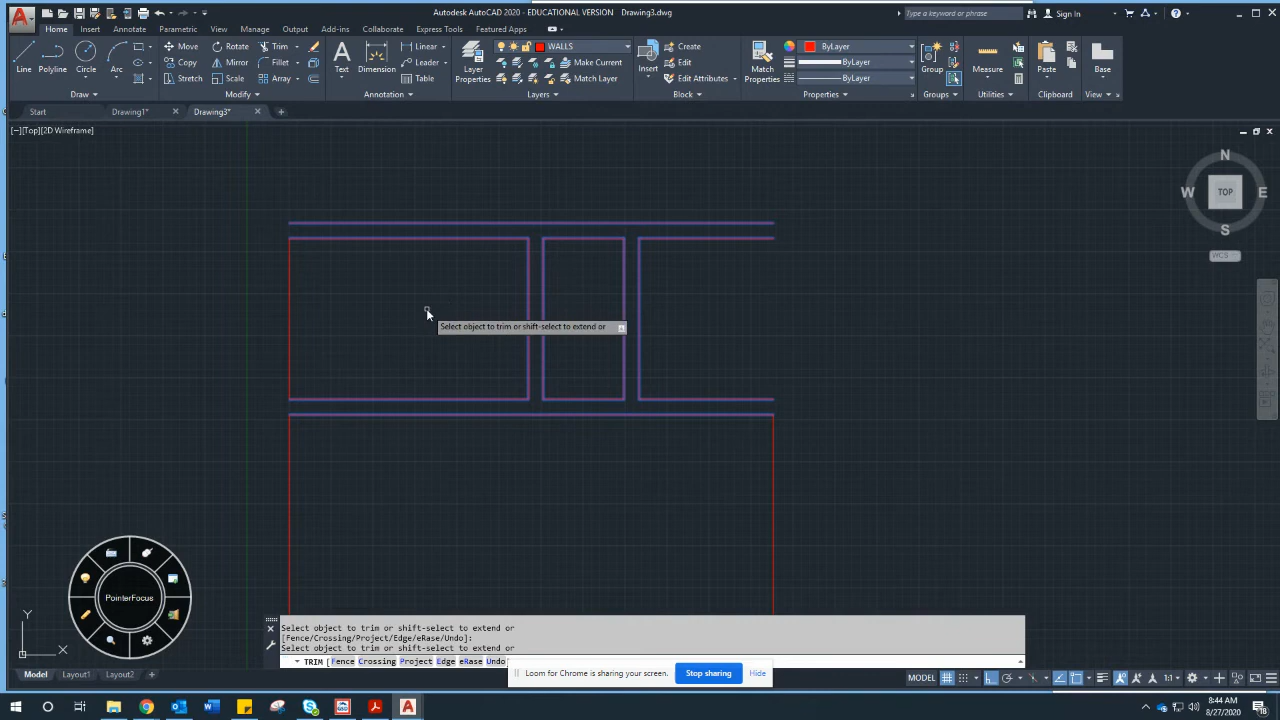 Autodesk AutoCAD 2020 - EDUCATIONAL VERSION Drawing3.dwg
Type a keyword or phrase
Sign In
Home Insert Annotate Parametric View Manage Output Add-ins Collaborate Express Tools Featured Apps
Line Polyline Circle Arc
Move Rotate Trim
Copy Mirror Fillet
Stretch Scale Array
Text Dimension
Linear
Leader
Table
Layer Properties
WALLS
Make Current
Match Layer
Insert
Create
Edit
Edit Attributes
Match Properties
ByLayer
ByLayer
ByLayer
Group Measure Paste Base
Draw Modify Annotation Layers Block Properties Groups Utilities Clipboard View
Start Drawing1* Drawing3*
[−][Top][2D Wireframe]
N
W TOP E
S
WCS
Select object to trim or shift-select to extend or
PointerFocus
Y
X
Select object to trim or shift-select to extend or
[Fence/Crossing/Project/Edge/eRase/Undo]:
Select object to trim or shift-select to extend or
TRIM [Fence Crossing Project Edge eRase Undo
Loom for Chrome is sharing your screen. Stop sharing Hide
Model Layout1 Layout2
MODEL 1:1
8:44 AM
8/27/2020
18